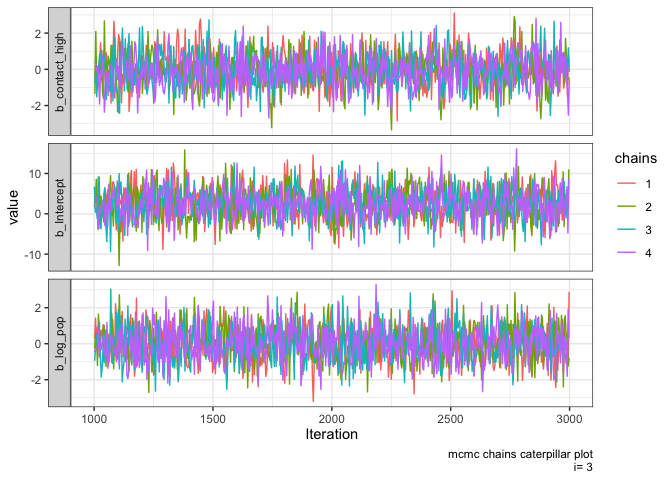 b_contact_high
2
0
-2
b_Intercept
10
0
-10
b_log_pop
2
0
-2
value
1000
1500
2000
2500
3000
Iteration
chains
1
2
3
4
mcmc chains caterpillar plot
i= 3